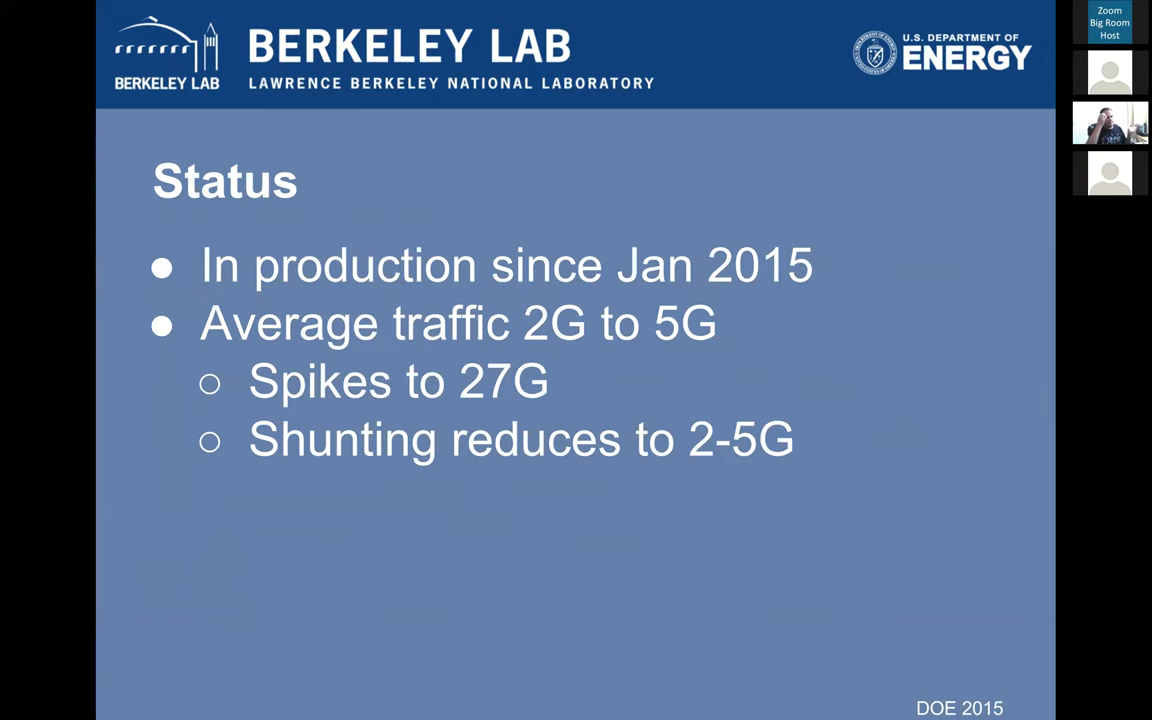 BERKELEY LAB
BERKELEY LAB
LAWRENCE BERKELEY NATIONAL LABORATORY
U.S. DEPARTMENT OF
ENERGY
Zoom
Big Room
Host
Status
● In production since Jan 2015
● Average traffic 2G to 5G
○ Spikes to 27G
○ Shunting reduces to 2-5G
DOE 2015